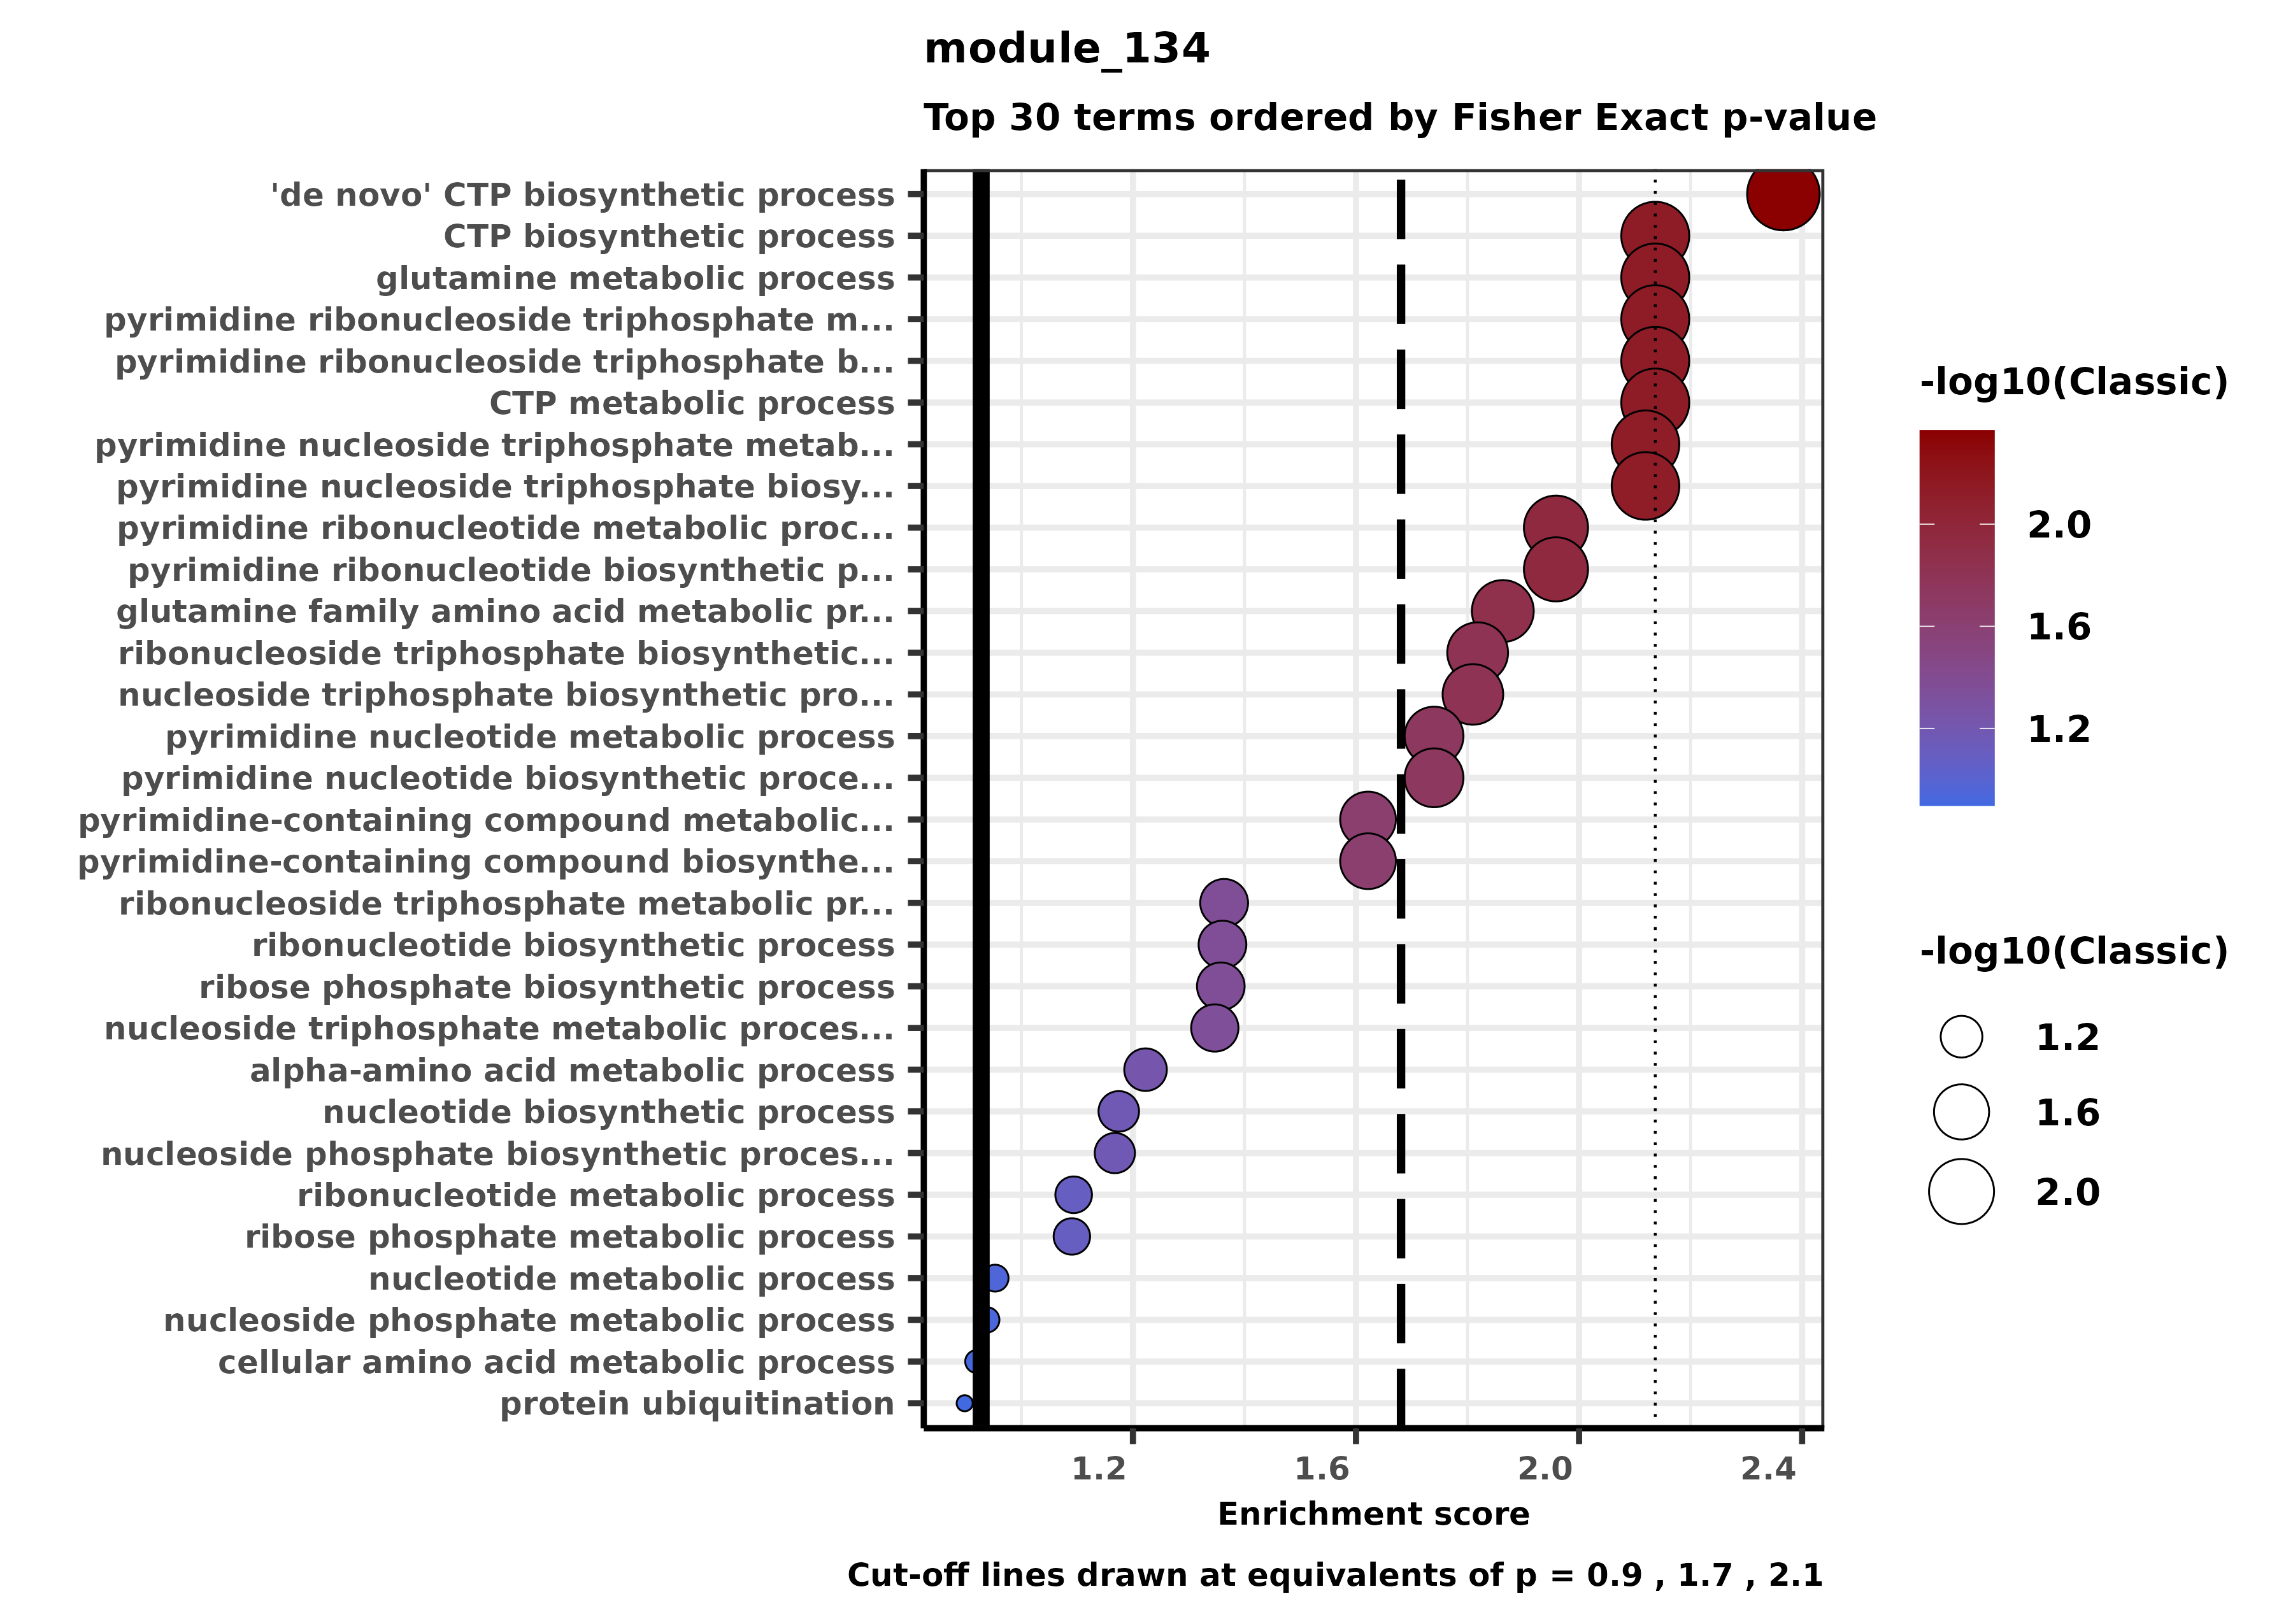 module_134
Top 30 terms ordered by Fisher Exact p-value
'de novo' CTP biosynthetic process
CTP biosynthetic process
glutamine metabolic process
pyrimidine ribonucleoside triphosphate m...
pyrimidine ribonucleoside triphosphate b...
CTP metabolic process
pyrimidine nucleoside triphosphate metab...
pyrimidine nucleoside triphosphate biosy...
pyrimidine ribonucleotide metabolic proc...
pyrimidine ribonucleotide biosynthetic p...
glutamine family amino acid metabolic pr...
ribonucleoside triphosphate biosynthetic...
nucleoside triphosphate biosynthetic pro...
pyrimidine nucleotide metabolic process
pyrimidine nucleotide biosynthetic proce...
pyrimidine-containing compound metabolic...
pyrimidine-containing compound biosynthe...
ribonucleoside triphosphate metabolic pr...
ribonucleotide biosynthetic process
ribose phosphate biosynthetic process
nucleoside triphosphate metabolic proces...
alpha-amino acid metabolic process
nucleotide biosynthetic process
nucleoside phosphate biosynthetic proces...
ribonucleotide metabolic process
ribose phosphate metabolic process
nucleotide metabolic process
nucleoside phosphate metabolic process
cellular amino acid metabolic process
protein ubiquitination
1.2 1.6 2.0 2.4
Enrichment score
Cut-off lines drawn at equivalents of p = 0.9 , 1.7 , 2.1
-log10(Classic)
2.0
1.6
1.2
-log10(Classic)
1.2
1.6
2.0